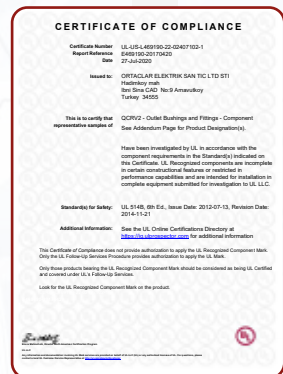 CERTIFICATE OF COMPLIANCE
Certificate Number UL-US-L469190-22-02407102-1
Report Reference E469190-20170420
Date 27-Jul-2020
Issued to: ORTACLAR ELEKTRIK SAN TIC LTD STI
Hadimkoy mah
Ibni Sina CAD No:9 Arnavutkoy
Turkey 34555
This is to certify that QCRV2 - Outlet Bushings and Fittings - Component
representative samples of See Addendum Page for Product Designation(s).
Have been investigated by UL in accordance with the
component requirements in the Standard(s) indicated on
this Certificate. UL Recognized components are incomplete
in certain constructional features or restricted in
performance capabilities and are intended for installation in
complete equipment submitted for investigation to UL LLC.
Standard(s) for Safety: UL 514B, 6th Ed., Issue Date: 2012-07-13, Revision Date:
2014-11-21
Additional Information: See the UL Online Certifications Directory at
https://iq.ulprospector.com for additional information
This Certificate of Compliance does not provide authorization to apply the UL Recognized Component Mark.
Only the UL Follow-Up Services Procedure provides authorization to apply the UL Mark.
Only those products bearing the UL Recognized Component Mark should be considered as being UL Certified
and covered under UL's Follow-Up Services.
Look for the UL Recognized Component Mark on the product.
UL